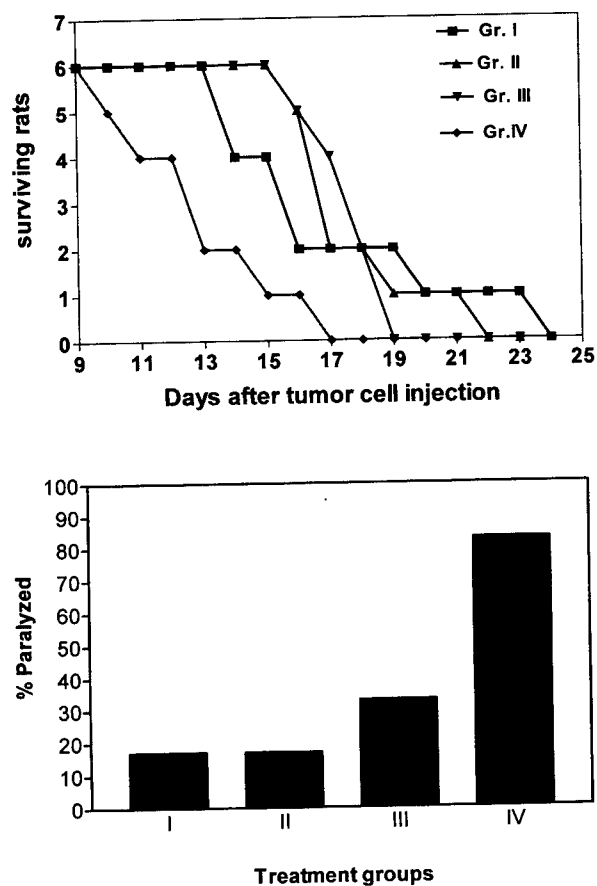 7
6
5
4
3
2
1
0
surviving rats
Gr. I
Gr. II
Gr. III
Gr.IV
9 11 13 15 17 19 21 23 25
Days after tumor cell injection
100
90
80
70
60
50
40
30
20
10
0
% Paralyzed
I II III IV
Treatment groups